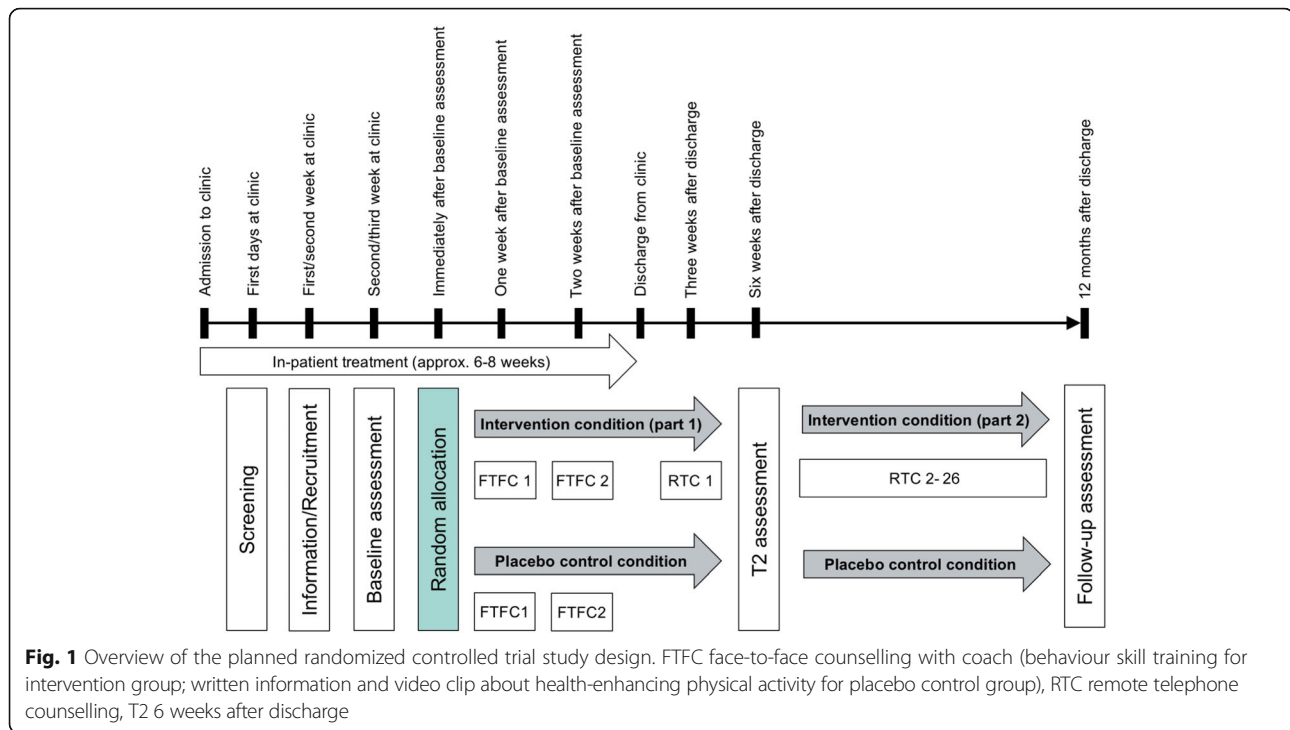 Admission to clinic
First days at clinic
First/second week at clinic
Second/third week at clinic
Immediately after baseline assessment
One week after baseline assessment
Two weeks after baseline assessment
Discharge from clinic
Three weeks after discharge
Six weeks after discharge
12 months after discharge
In-patient treatment (approx. 6-8 weeks)
Screening
Information/Recruitment
Baseline assessment
Random allocation
Intervention condition (part 1)
FTFC 1
FTFC 2
RTC 1
Placebo control condition
FTFC1
FTFC2
T2 assessment
Intervention condition (part 2)
RTC 2- 26
Placebo control condition
Follow-up assessment
Fig. 1 Overview of the planned randomized controlled trial study design. FTFC face-to-face counselling with coach (behaviour skill training for
intervention group; written information and video clip about health-enhancing physical activity for placebo control group), RTC remote telephone
counselling, T2 6 weeks after discharge